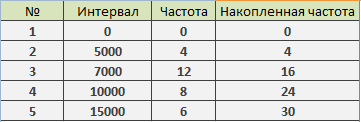 № Интервал Частота Накопленная частота
1 0 0 0
2 5000 4 4
3 7000 12 16
4 10000 8 24
5 15000 6 30